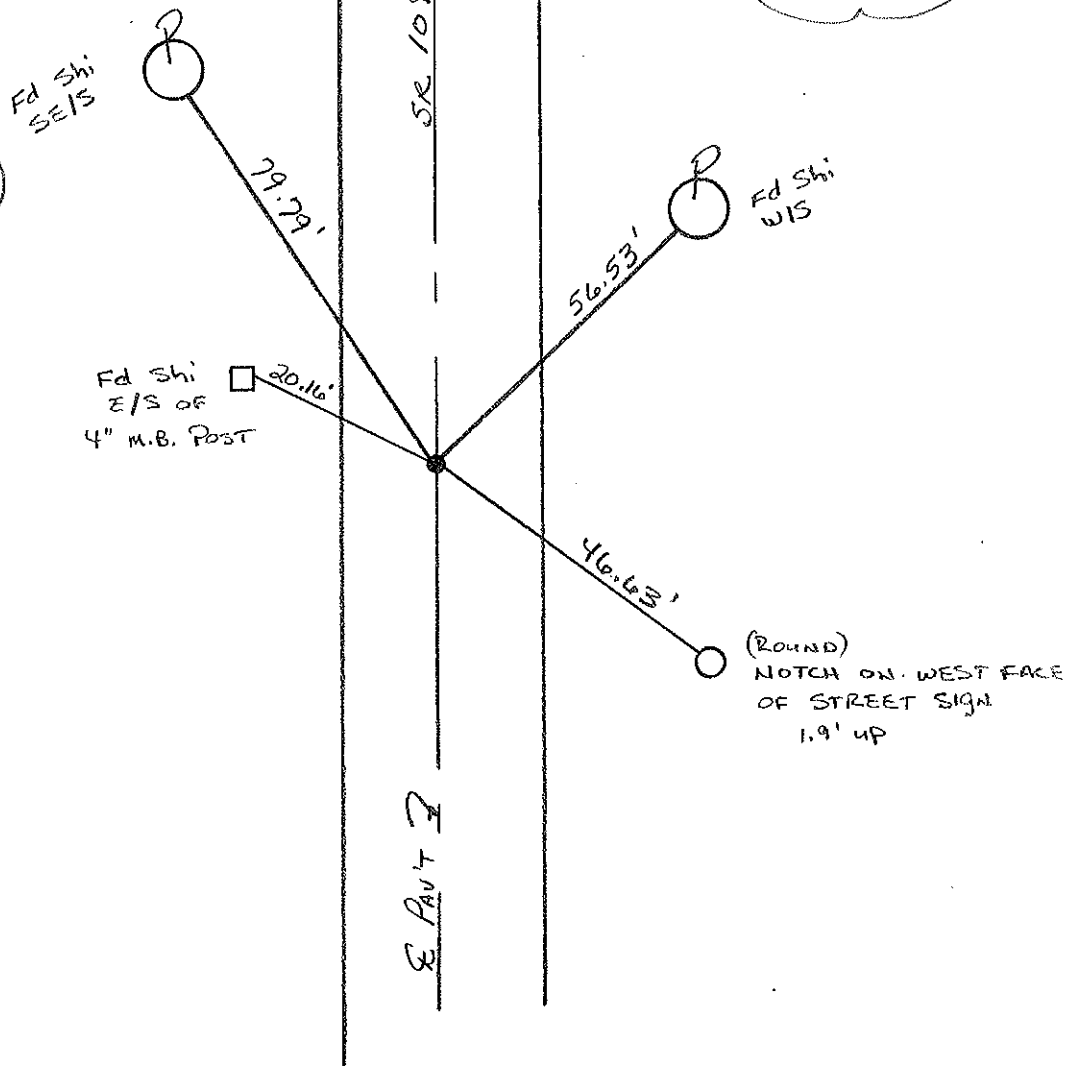 P
Fd Shi
SE/S
SR 108
79.79'
P
Fd Shi
W/S
56.53'
Fd Shi
E/S OF
4" M.B. POST
20.16'
46.63'
(ROUND)
NOTCH ON WEST FACE
OF STREET SIGN
1.9' UP
℄ PAV'T